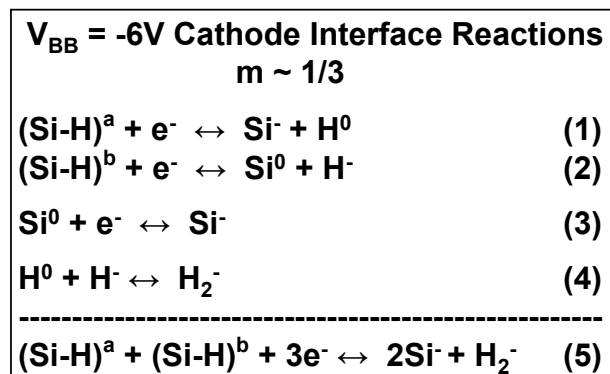 V_BB = -6V Cathode Interface Reactions
m ~ 1/3
(Si-H)^a + e^- ↔ Si^- + H^0 (1)
(Si-H)^b + e^- ↔ Si^0 + H^- (2)
Si^0 + e^- ↔ Si^- (3)
H^0 + H^- ↔ H_2^- (4)
------------------------------------------------------------
(Si-H)^a + (Si-H)^b + 3e^- ↔ 2Si^- + H_2^- (5)